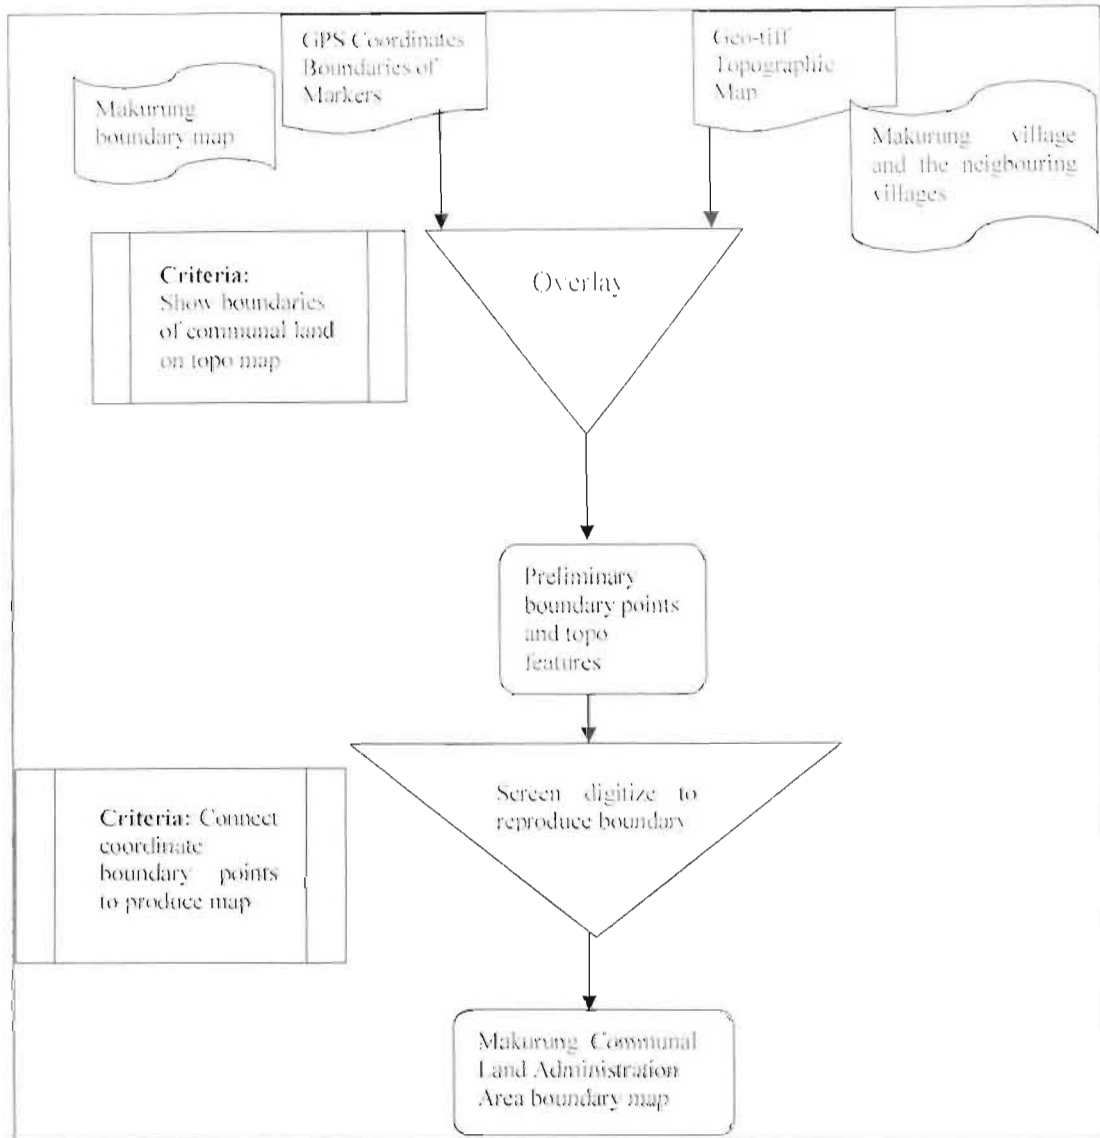 GPS Coordinates
Boundaries of
Markers
Geo-tiff
Topographic
Map
Makurung
boundary map
Makurung village
and the neigbouring
villages
Criteria:
Show boundaries
of communal land
on topo map
Overlay
Preliminary
boundary points
and topo
features
Screen digitize to
reproduce boundary
Criteria: Connect
coordinate
boundary points
to produce map
Makurung Communal
Land Administration
Area boundary map